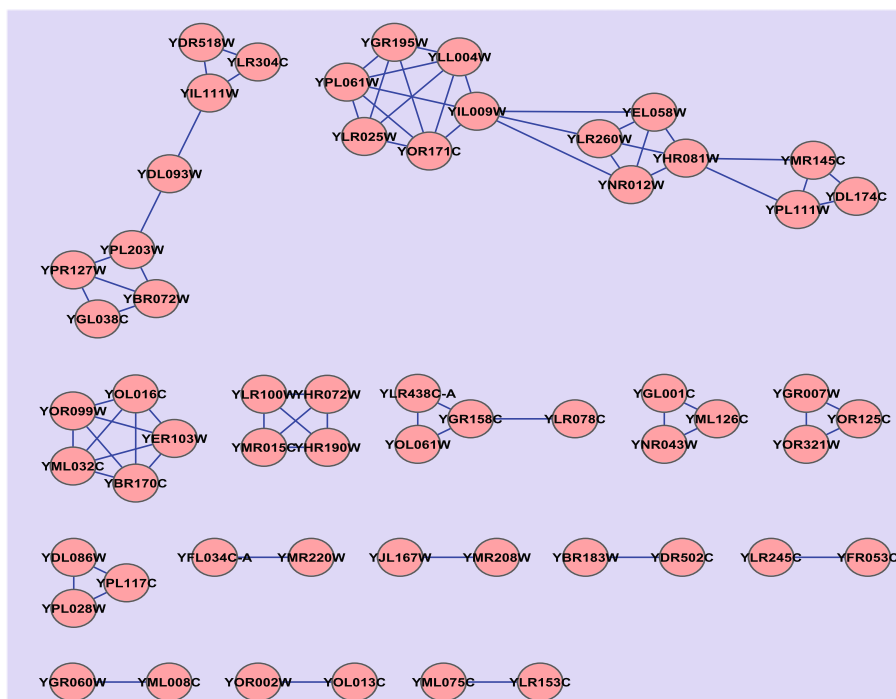 YDR518W
YLR304C
YIL111W
YDL093W
YPL203W
YPR127W
YBR072W
YGL038C
YGR195W
YLL004W
YPL061W
YIL009W
YLR025W
YOR171C
YEL058W
YLR260W
YHR081W
YNR012W
YMR145C
YDL174C
YPL111W
YOL016C
YOR099W
YER103W
YML032C
YBR170C
YLR100W
YHR072W
YMR015C
YHR190W
YLR438C-A
YGR158C
YLR078C
YOL061W
YGL001C
YML126C
YNR043W
YGR007W
YOR125C
YOR321W
YDL086W
YPL117C
YPL028W
YFL034C-A
YMR220W
YJL167W
YMR208W
YBR183W
YDR502C
YLR245C
YFR053C
YGR060W
YML008C
YOR002W
YOL013C
YML075C
YLR153C